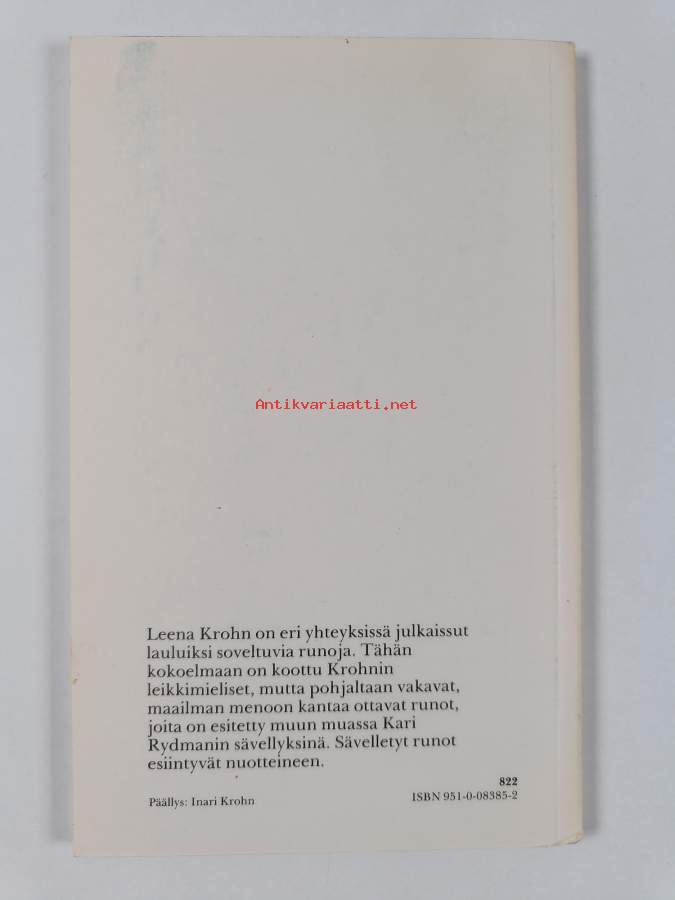 Antikvariaatti.net
Leena Krohn on eri yhteyksissä julkaissut
lauluiksi soveltuvia runoja. Tähän
kokoelmaan on koottu Krohnin
leikkimieliset, mutta pohjaltaan vakavat,
maailman menoon kantaa ottavat runot,
joita on esitetty muun muassa Kari
Rydmanin sävellyksinä. Sävelletyt runot
esiintyvät nuotteineen.
822
Päällys: Inari Krohn ISBN 951-0-08385-2